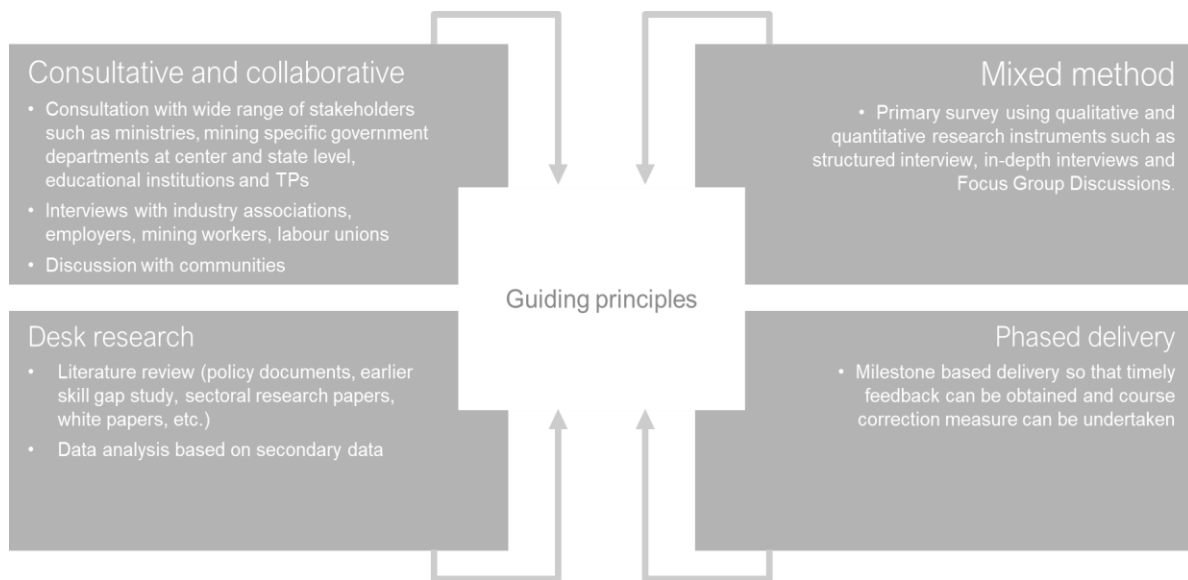 Consultative and collaborative
• Consultation with wide range of stakeholders
such as ministries, mining specific government
departments at center and state level,
educational institutions and TPs
• Interviews with industry associations,
employers, mining workers, labour unions
• Discussion with communities
Mixed method
• Primary survey using qualitative and
quantitative research instruments such as
structured interview, in-depth interviews and
Focus Group Discussions.
Guiding principles
Desk research
• Literature review (policy documents, earlier
skill gap study, sectoral research papers,
white papers, etc.)
• Data analysis based on secondary data
Phased delivery
• Milestone based delivery so that timely
feedback can be obtained and course
correction measure can be undertaken